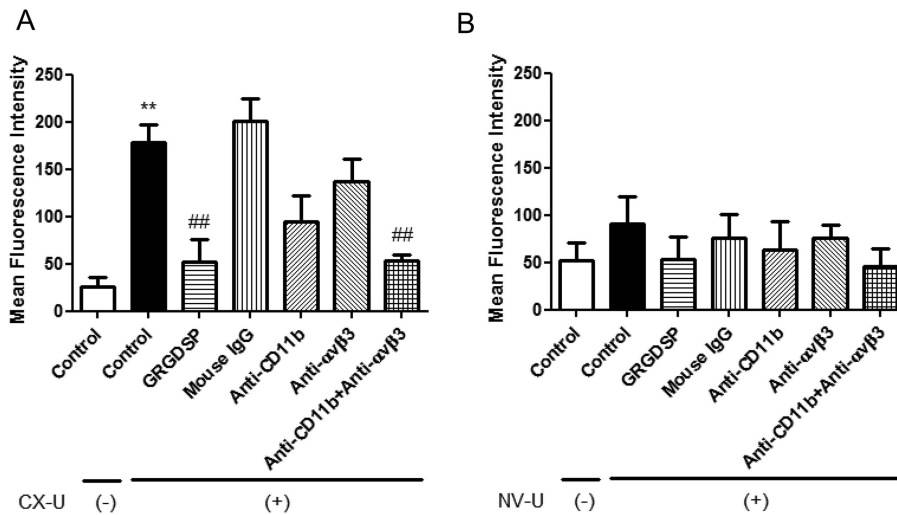 A
Mean Fluorescence Intensity
250
200
150
100
50
0
**
##
##
Control
Control
GRGDSP
Mouse IgG
Anti-CD11b
Anti-αvβ3
Anti-CD11b+Anti-αvβ3
CX-U (-) (+)
B
Mean Fluorescence Intensity
250
200
150
100
50
0
Control
Control
GRGDSP
Mouse IgG
Anti-CD11b
Anti-αvβ3
Anti-CD11b+Anti-αvβ3
NV-U (-) (+)